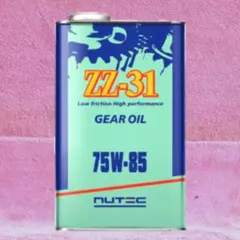 ZZ-31
Low friction High performance
GEAR OIL
75W-85
NUTEC